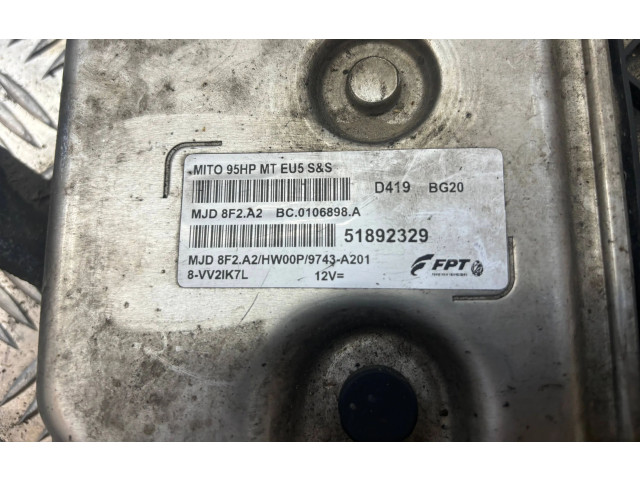 MITO 95HP MT EU5 S&S
D419 BG20
MJD 8F2.A2 BC.0106898.A
51892329
MJD 8F2.A2/HW00P/9743-A201
8-VV2IK7L 12V=
FPT